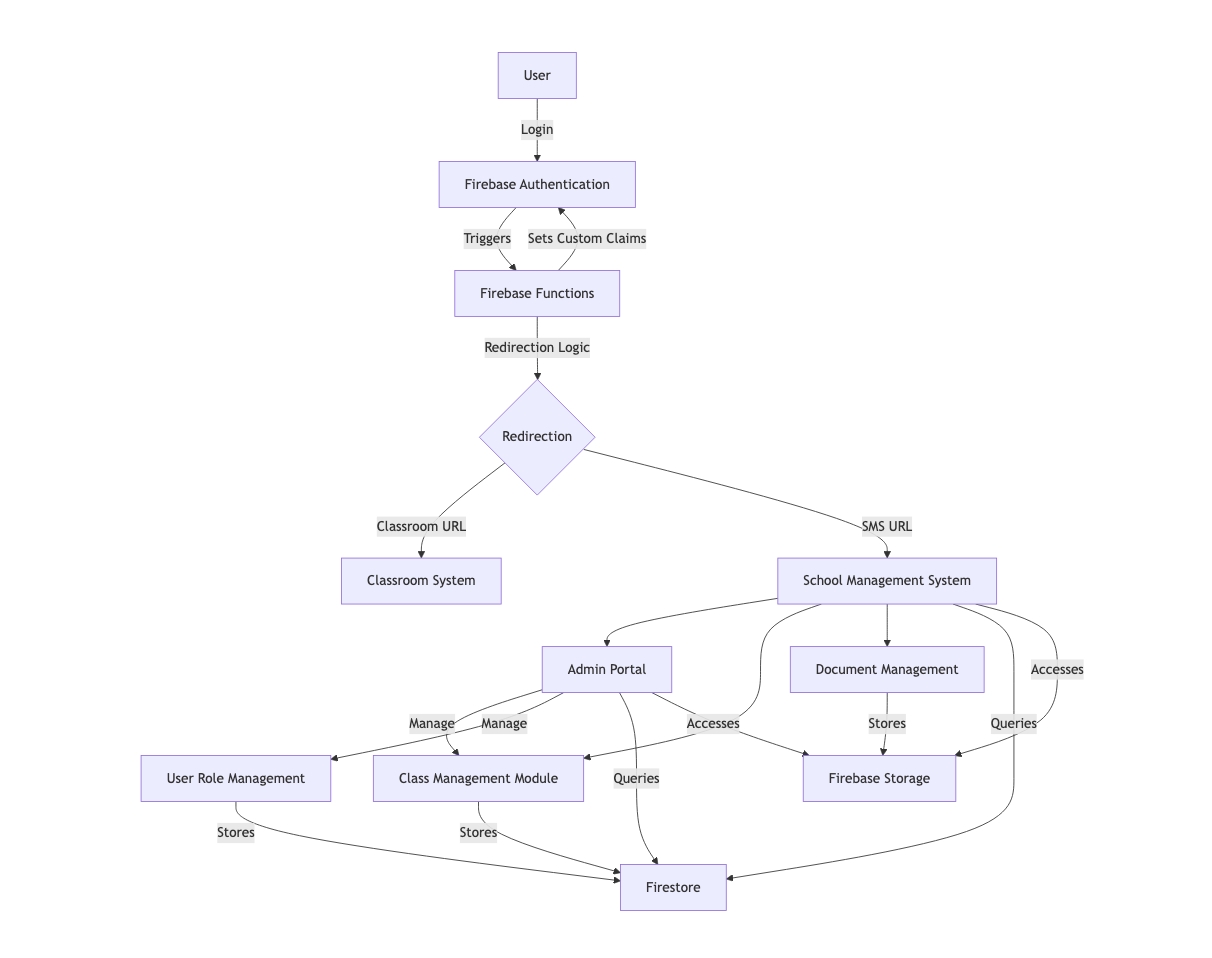 User
Login
Firebase Authentication
Triggers
Sets Custom Claims
Firebase Functions
Redirection Logic
Redirection
Classroom URL
SMS URL
Classroom System
School Management System
Admin Portal
Document Management
Accesses
Manage
Manage
Accesses
Stores
Queries
User Role Management
Class Management Module
Queries
Firebase Storage
Stores
Stores
Firestore